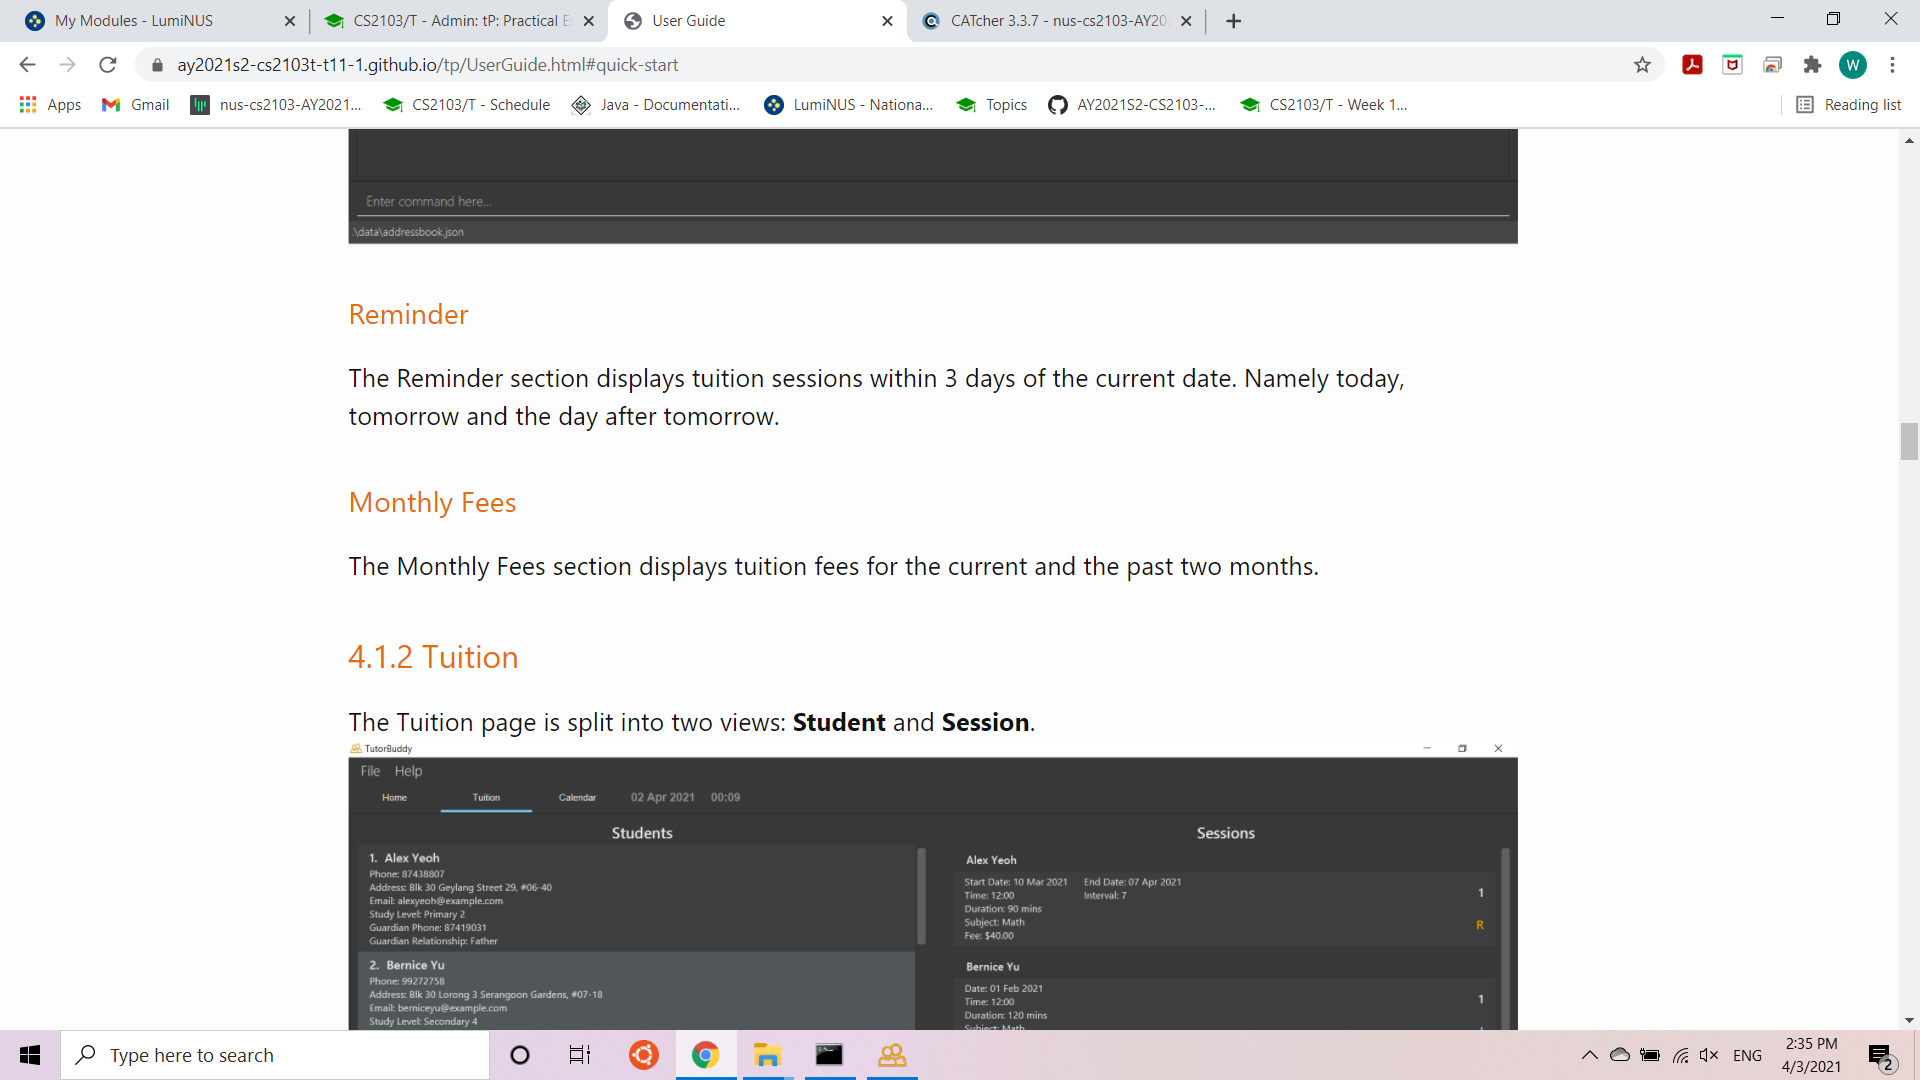 My Modules - LumiNUS
CS2103/T - Admin: tP: Practical E
User Guide
CATcher 3.3.7 - nus-cs2103-AY20
ay2021s2-cs2103t-t11-1.github.io/tp/UserGuide.html#quick-start
W
Apps
Gmail
nus-cs2103-AY2021...
CS2103/T - Schedule
Java - Documentati...
LumiNUS - Nationa...
Topics
AY2021S2-CS2103-...
CS2103/T - Week 1...
Reading list
Enter command here...
.\data\addressbook.json
Reminder
The Reminder section displays tuition sessions within 3 days of the current date. Namely today,
tomorrow and the day after tomorrow.
Monthly Fees
The Monthly Fees section displays tuition fees for the current and the past two months.
4.1.2 Tuition
The Tuition page is split into two views: Student and Session.
TutorBuddy
File Help
Home Tuition Calendar 02 Apr 2021 00:09
Students
1. Alex Yeoh
Phone: 87438807
Address: Blk 30 Geylang Street 29, #06-40
Email: alexyeoh@example.com
Study Level: Primary 2
Guardian Phone: 87419031
Guardian Relationship: Father
2. Bernice Yu
Phone: 99272758
Address: Blk 30 Lorong 3 Serangoon Gardens, #07-18
Email: berniceyu@example.com
Study Level: Secondary 4
Sessions
Alex Yeoh
Start Date: 10 Mar 2021 End Date: 07 Apr 2021
Time: 12:00 Interval: 7
1
Duration: 90 mins
Subject: Math
R
Fee: $40.00
Bernice Yu
Date: 01 Feb 2021
Time: 12:00
1
Duration: 120 mins
Subject: Math
Type here to search
ENG
2:35 PM
4/3/2021
2